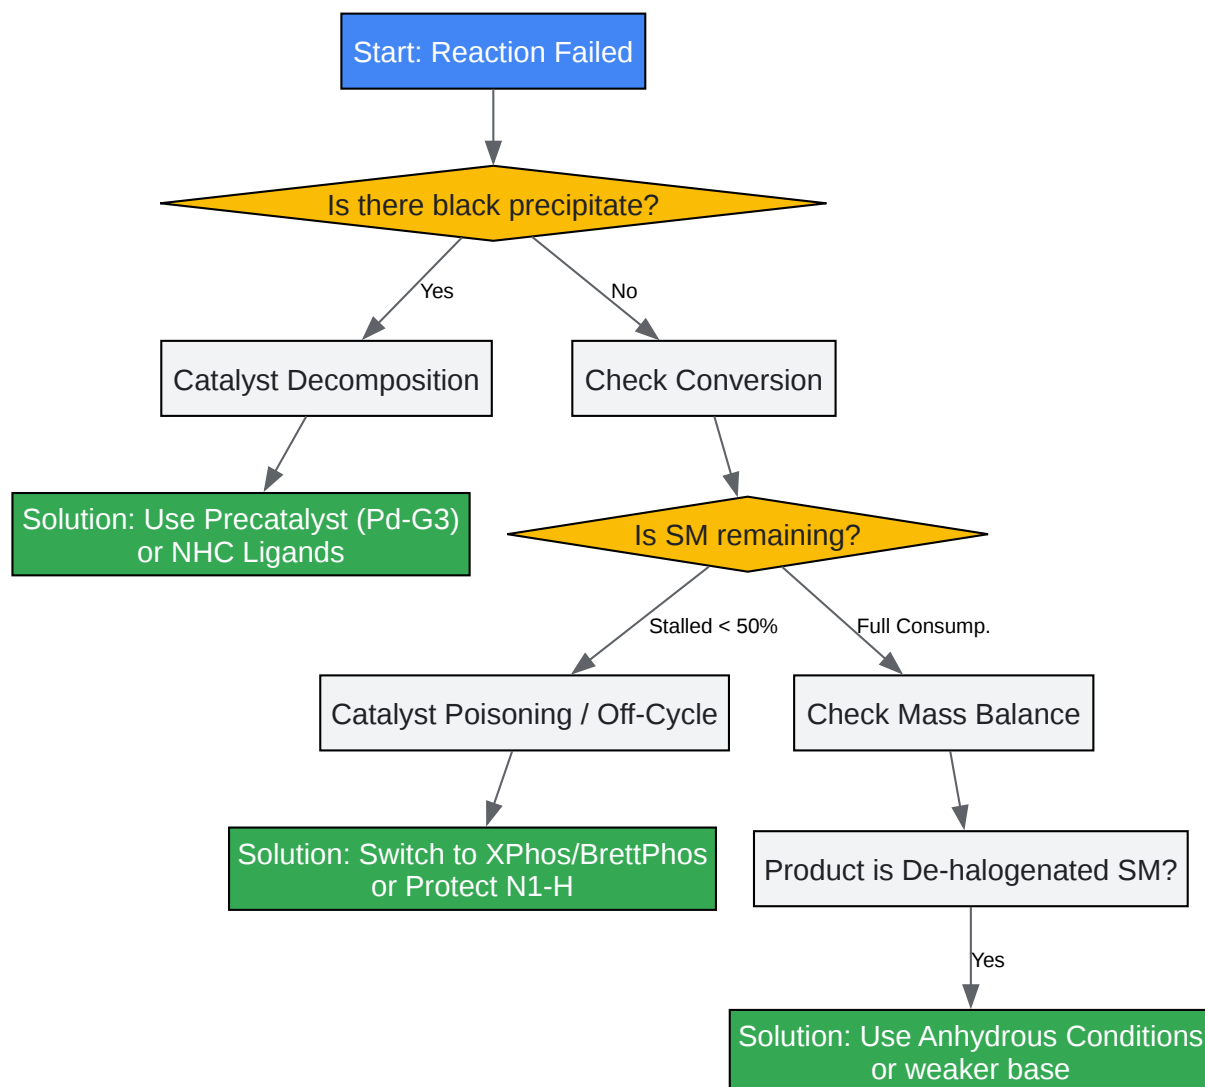 Start: Reaction Failed
Is there black precipitate?
Yes
No
Catalyst Decomposition
Check Conversion
Solution: Use Precatalyst (Pd-G3)
or NHC Ligands
Is SM remaining?
Stalled < 50%
Full Consump.
Catalyst Poisoning / Off-Cycle
Check Mass Balance
Solution: Switch to XPhos/BrettPhos
or Protect N1-H
Product is De-halogenated SM?
Yes
Solution: Use Anhydrous Conditions
or weaker base